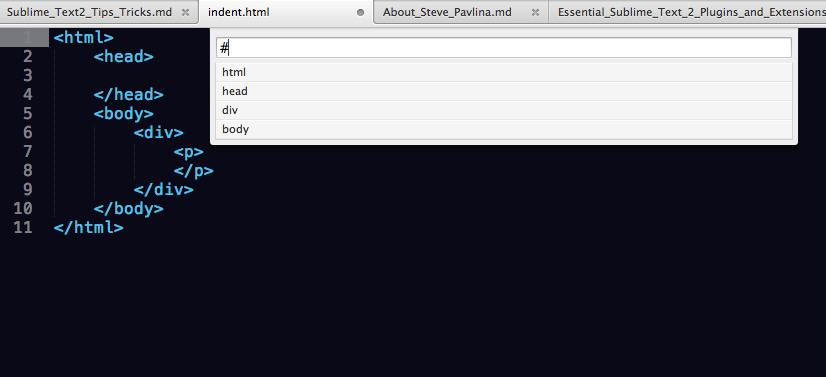 Sublime_Text2_Tips_Tricks.md × indent.html About_Steve_Pavlina.md × Essential_Sublime_Text_2_Plugins_and_Extensions
#
html
head
div
body
1 <html>
2 <head>
3
4 </head>
5 <body>
6 <div>
7 <p>
8 </p>
9 </div>
10 </body>
11 </html>